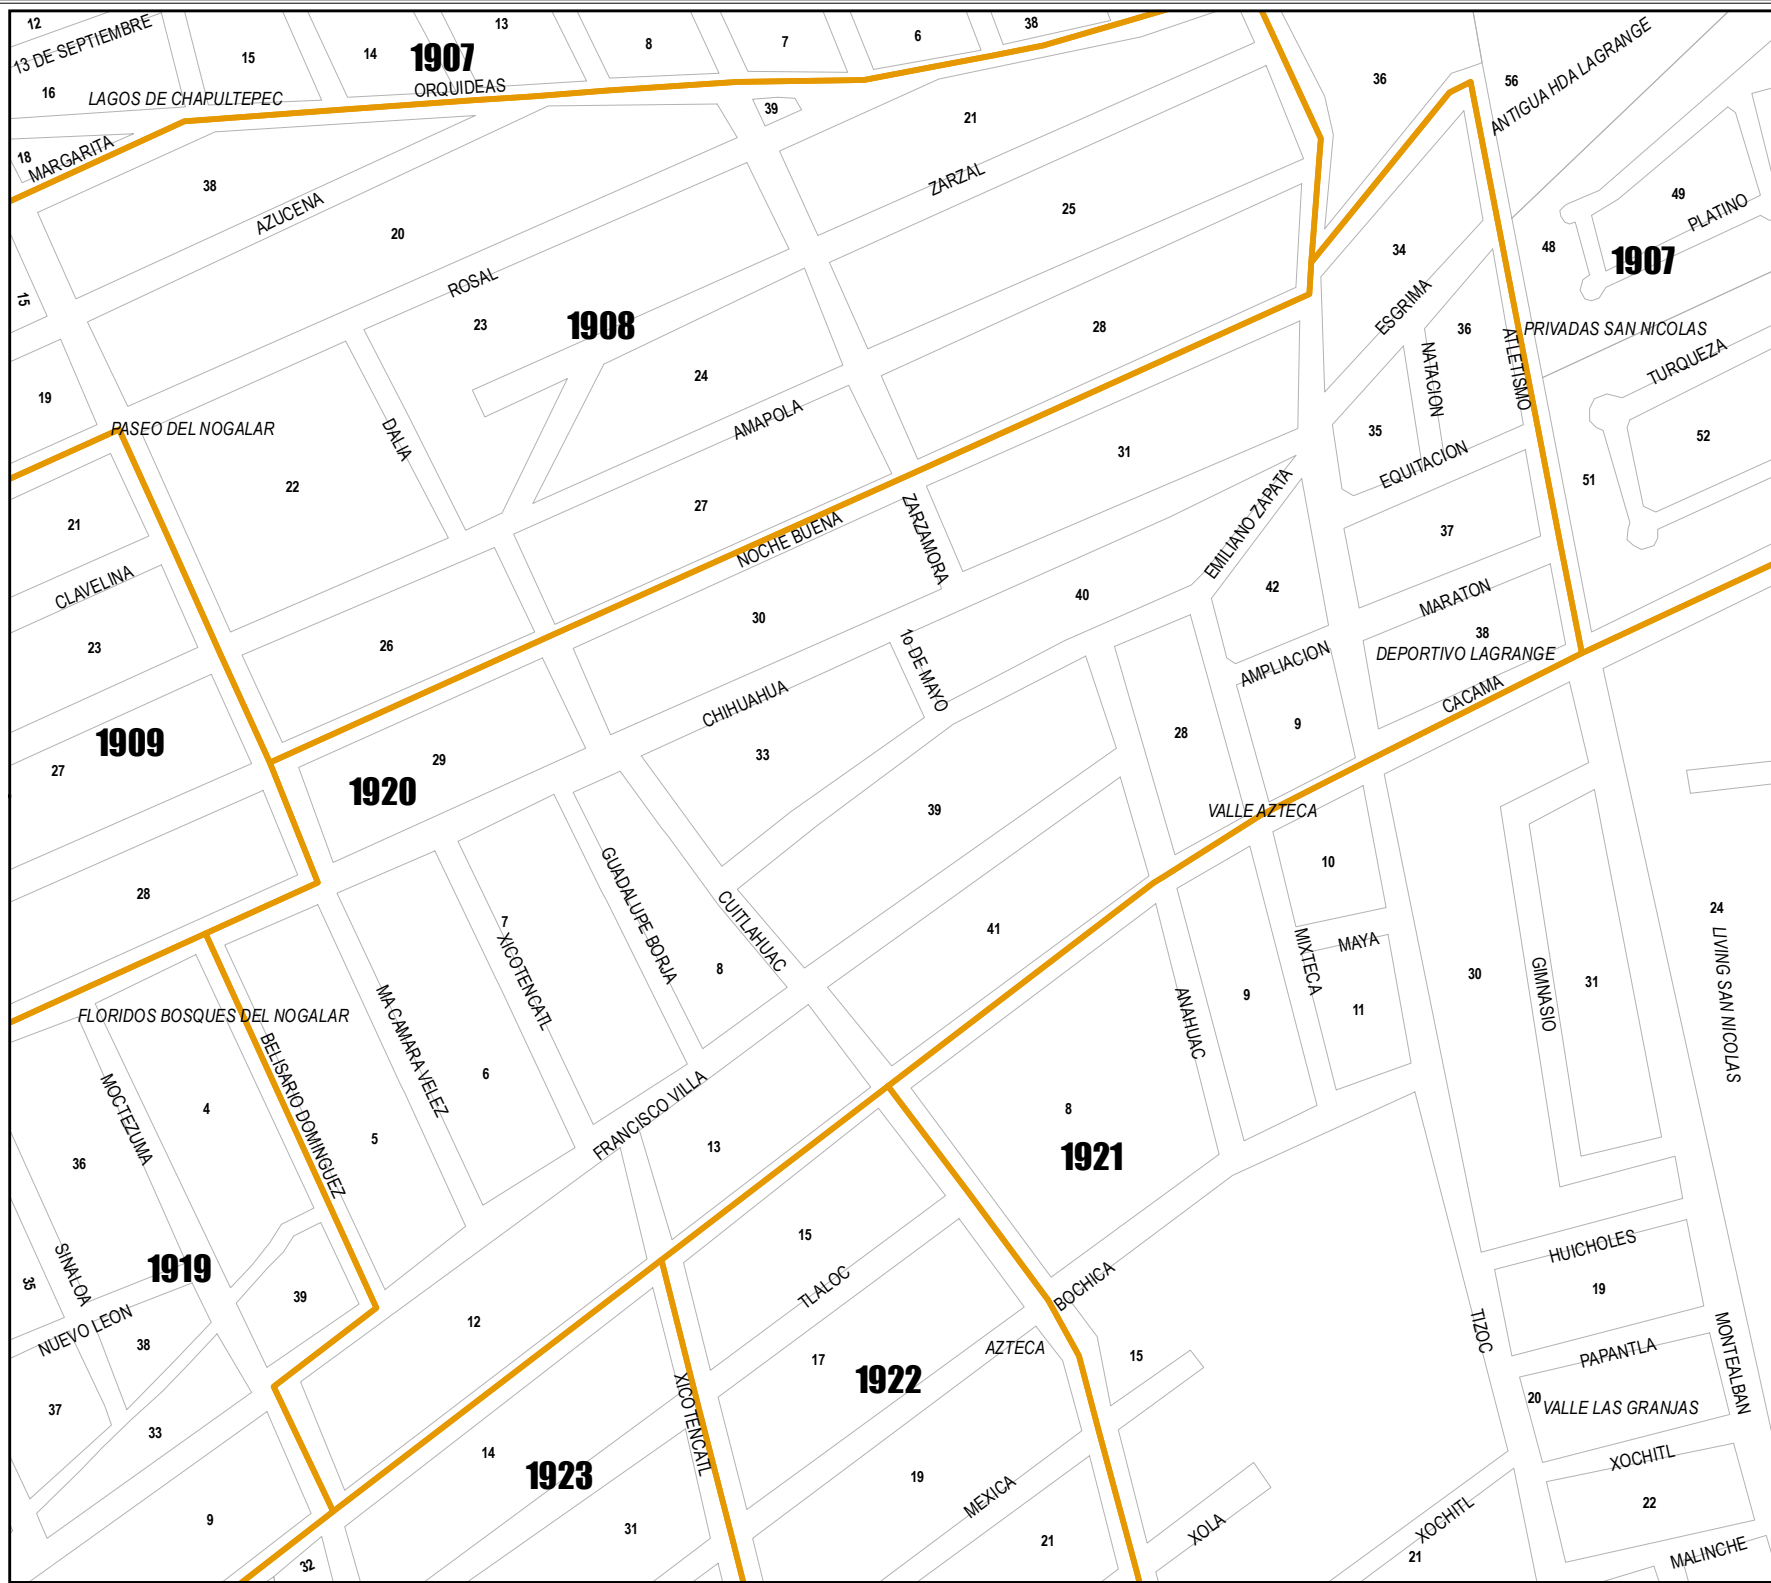 12
13 DE SEPTIEMBRE
13
15
14
1907
8
7
6
38
16
LAGOS DE CHAPULTEPEC
ORQUIDEAS
39
21
36
56
ANTIGUA HDA LAGRANGE
18
MARGARITA
38
AZUCENA
20
ZARZAL
25
49
PLATINO
34
48
1907
15
ROSAL
23
1908
28
ESGRIMA
36
PRIVADAS SAN NICOLAS
NATACION
ATLETISMO
TURQUEZA
19
24
PASEO DEL NOGALAR
DALIA
AMAPOLA
35
52
31
EQUITACION
51
22
27
21
NOCHE BUENA
ZARZAMORA
EMILIANO ZAPATA
37
CLAVELINA
42
40
MARATON
30
38
DEPORTIVO LAGRANGE
23
26
1o DE MAYO
AMPLIACION
CHIHUAHUA
CACAMA
1909
33
28
9
27
29
1920
39
VALLE AZTECA
10
28
7
XICOTENCATL
GUADALUPE BORJA
CUITLAHUAC
41
MIXTECA
MAYA
24
LIVING SAN NICOLAS
8
30
GIMNASIO
31
9
11
FLORIDOS BOSQUES DEL NOGALAR
BELISARIO DOMINGUEZ
MA CAMARA VELEZ
ANAHUAC
MOCTEZUMA
4
6
FRANCISCO VILLA
8
5
13
1921
36
SINALOA
1919
15
HUICHOLES
35
39
TLALOC
BOCHICA
19
NUEVO LEON
38
12
AZTECA
TIZOC
MONTEALBAN
17
1922
15
PAPANTLA
37
33
XICOTENCATL
20
VALLE LAS GRANJAS
14
1923
19
MEXICA
XOCHITL
9
31
21
XOLA
XOCHITL
22
32
21
MALINCHE